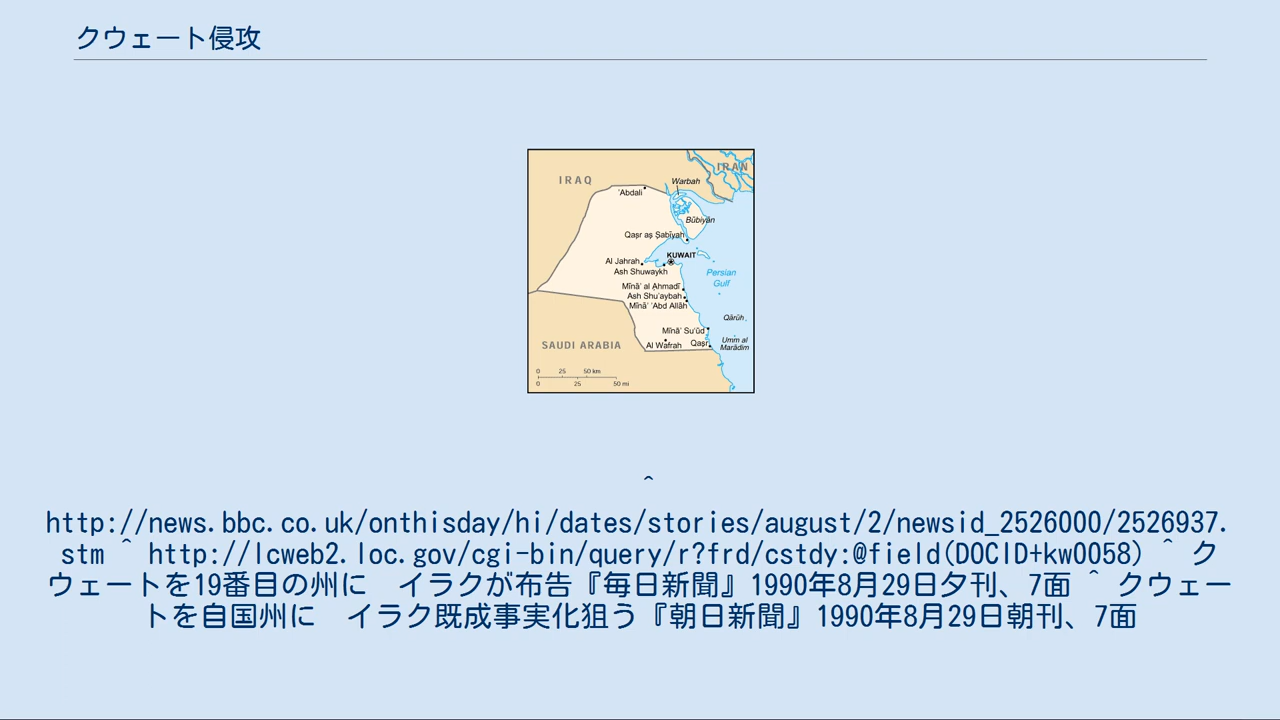 クウェート侵攻
IRAQ
IRAN
Warbah
'Abdali
Būbiyān
Qaşr aş Şabīyah
KUWAIT
Al Jahrah
Ash Shuwaykh
Persian
Gulf
Mīnā' al Aḩmadī
Ash Shu'aybah
Mīnā' 'Abd Allāh
Qārūh
Mīnā' Su'ūd
Umm al
Marādim
SAUDI ARABIA
Al Wafrah
Qaşr
0 25 50 km
0 25 50 mi
^
http://news.bbc.co.uk/onthisday/hi/dates/stories/august/2/newsid_2526000/2526937.
stm ^ http://lcweb2.loc.gov/cgi-bin/query/r?frd/cstdy:@field(DOCID+kw0058) ^ ク
ウェートを19番目の州に　イラクが布告『毎日新聞』1990年8月29日夕刊、7面 ^ クウェー
トを自国州に　イラク既成事実化狙う『朝日新聞』1990年8月29日朝刊、7面